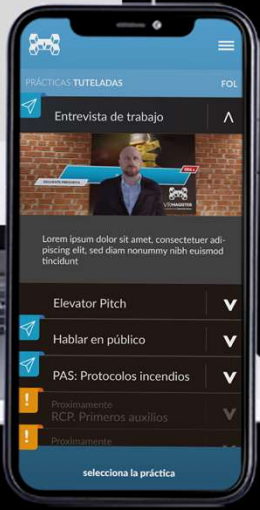 PRÁCTICAS TUTELADAS FOL
Entrevista de trabajo
VRMAGISTER
Lorem ipsum dolor sit amet, consectetuer adi-
piscing elit, sed diam nonummy nibh euismod
tincidunt
Elevator Pitch
Hablar en público
PAS: Protocolos incendios
Proximamente
RCP. Primeros auxilios
Proximamente
selecciona la práctica